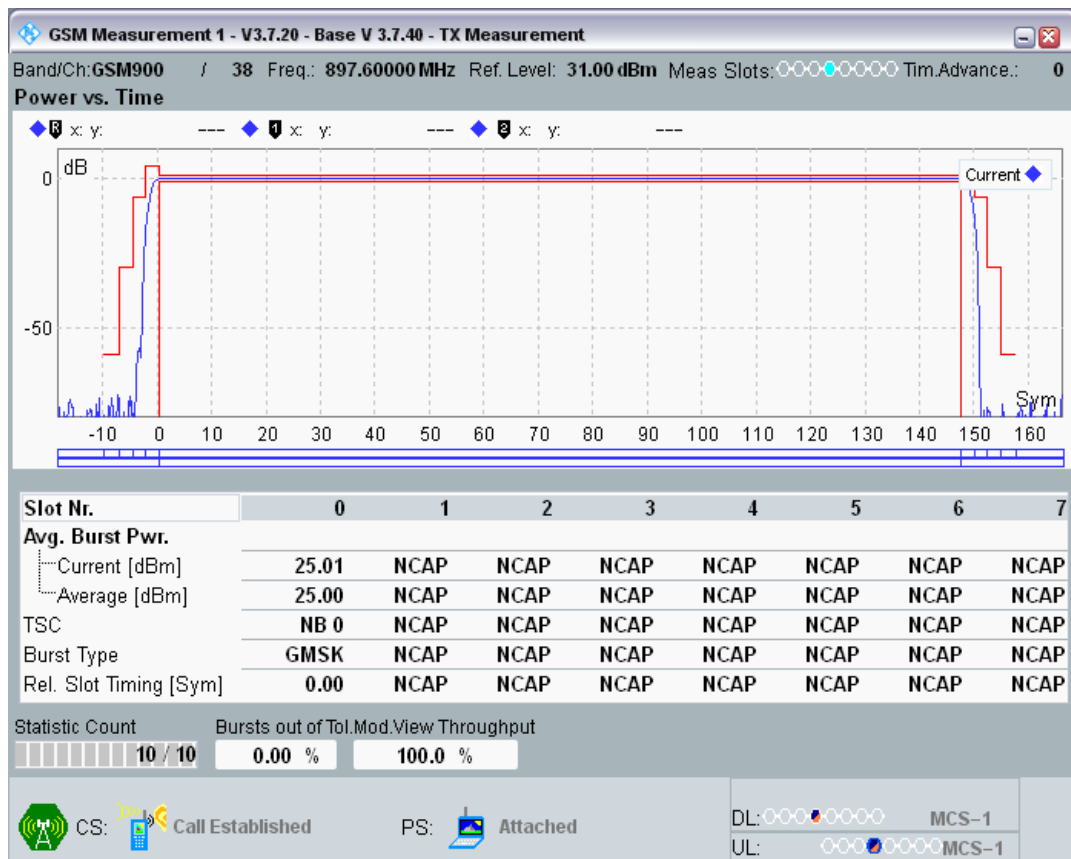 GSM Measurement 1 - V3.7.20 - Base V 3.7.40 - TX Measurement
Band/Ch:GSM900 / 38 Freq.: 897.60000 MHz Ref. Level: 31.00 dBm Meas Slots: Tim.Advance.: 0
Power vs. Time
R x: y: --- 1 x: y: --- 2 x: y: ---
dB
Current
0
-50
Sym
-10 0 10 20 30 40 50 60 70 80 90 100 110 120 130 140 150 160
Slot Nr. 0 1 2 3 4 5 6 7
Avg. Burst Pwr.
Current [dBm] 25.01 NCAP NCAP NCAP NCAP NCAP NCAP NCAP
Average [dBm] 25.00 NCAP NCAP NCAP NCAP NCAP NCAP NCAP
TSC NB 0 NCAP NCAP NCAP NCAP NCAP NCAP NCAP
Burst Type GMSK NCAP NCAP NCAP NCAP NCAP NCAP NCAP
Rel. Slot Timing [Sym] 0.00 NCAP NCAP NCAP NCAP NCAP NCAP NCAP
Statistic Count Bursts out of Tol.Mod.View Throughput
10 / 10 0.00 % 100.0 %
CS: Call Established PS: Attached
DL: MCS-1
UL: MCS-1